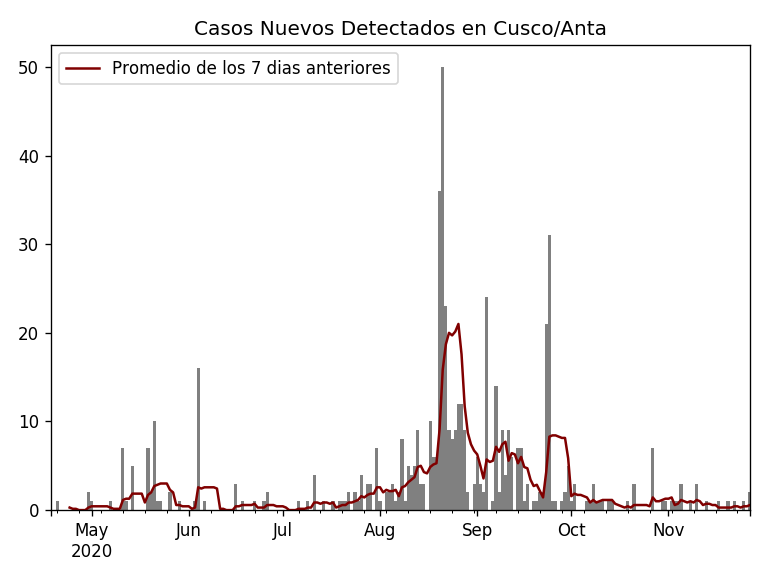 Casos Nuevos Detectados en Cusco/Anta
Promedio de los 7 dias anteriores
50
40
30
20
10
0
May Jun Jul Aug Sep Oct Nov
2020